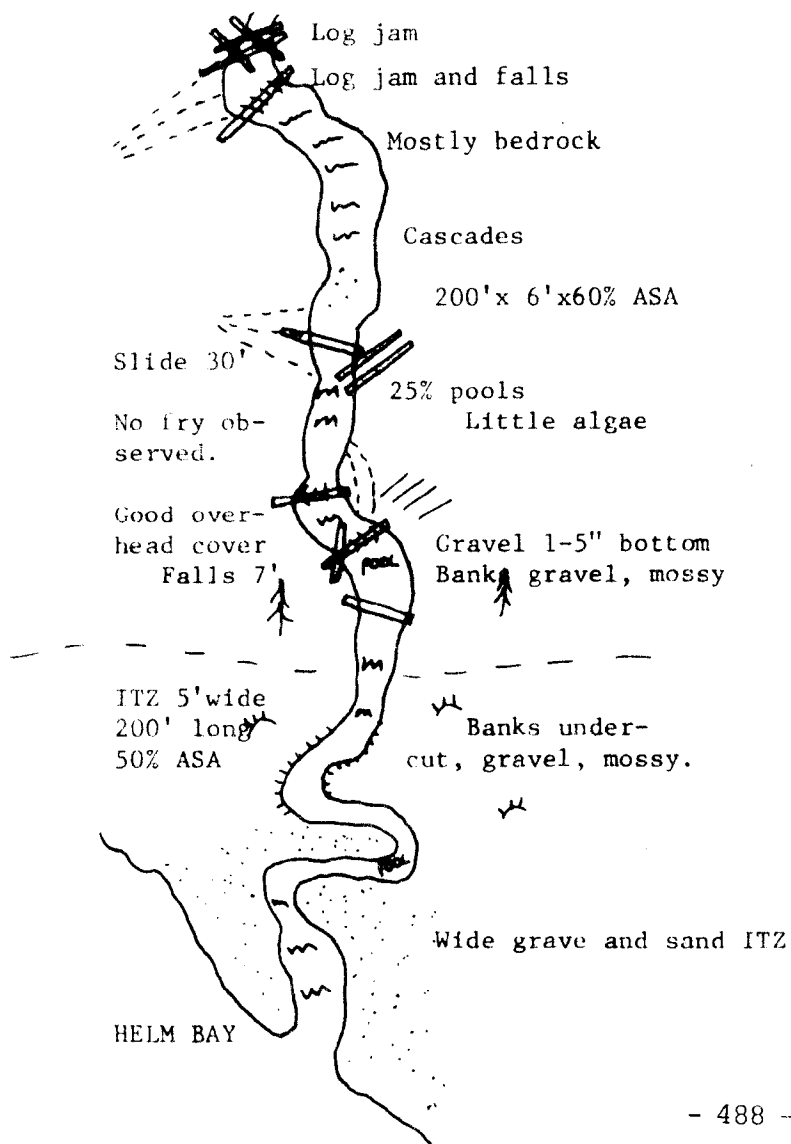 Log jam
Log jam and falls
Mostly bedrock
Cascades
200'x 6'x60% ASA
Slide 30'
25% pools
Little algae
No fry ob-
served.
Good over-
head cover
Falls 7'
Gravel 1-5" bottom
Banks gravel, mossy
POOL
ITZ 5'wide
200' long
50% ASA
Banks under-
cut, gravel, mossy.
POOL
Wide grave and sand ITZ
HELM BAY
- 488 -